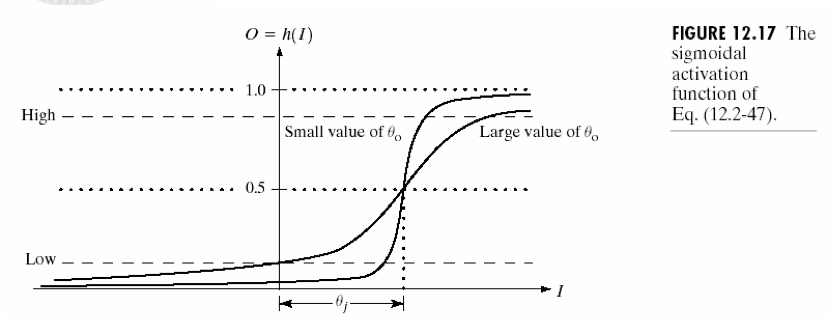 O = h(I)
1.0
High
Small value of θo
Large value of θo
0.5
Low
I
θj
FIGURE 12.17 The
sigmoidal
activation
function of
Eq. (12.2-47).